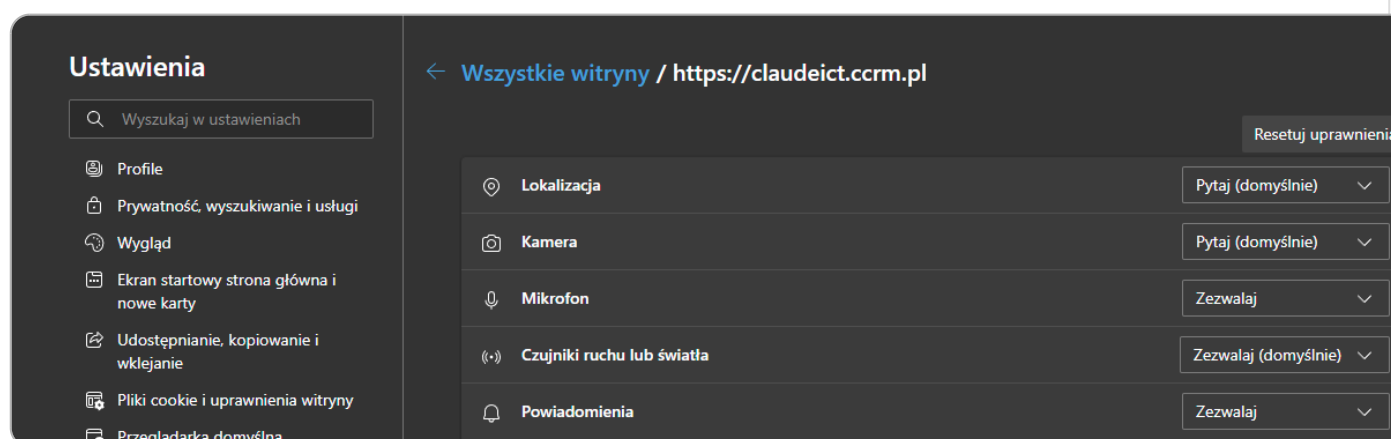 Ustawienia
Wyszukaj w ustawieniach
Profile
Prywatność, wyszukiwanie i usługi
Wygląd
Ekran startowy strona główna i
nowe karty
Udostępnianie, kopiowanie i
wklejanie
Pliki cookie i uprawnienia witryny
Przeglądarka domyślna
Wszystkie witryny / https://claudeict.ccrm.pl
Resetuj uprawnienia
Lokalizacja
Pytaj (domyślnie)
Kamera
Pytaj (domyślnie)
Mikrofon
Zezwalaj
Czujniki ruchu lub światła
Zezwalaj (domyślnie)
Powiadomienia
Zezwalaj